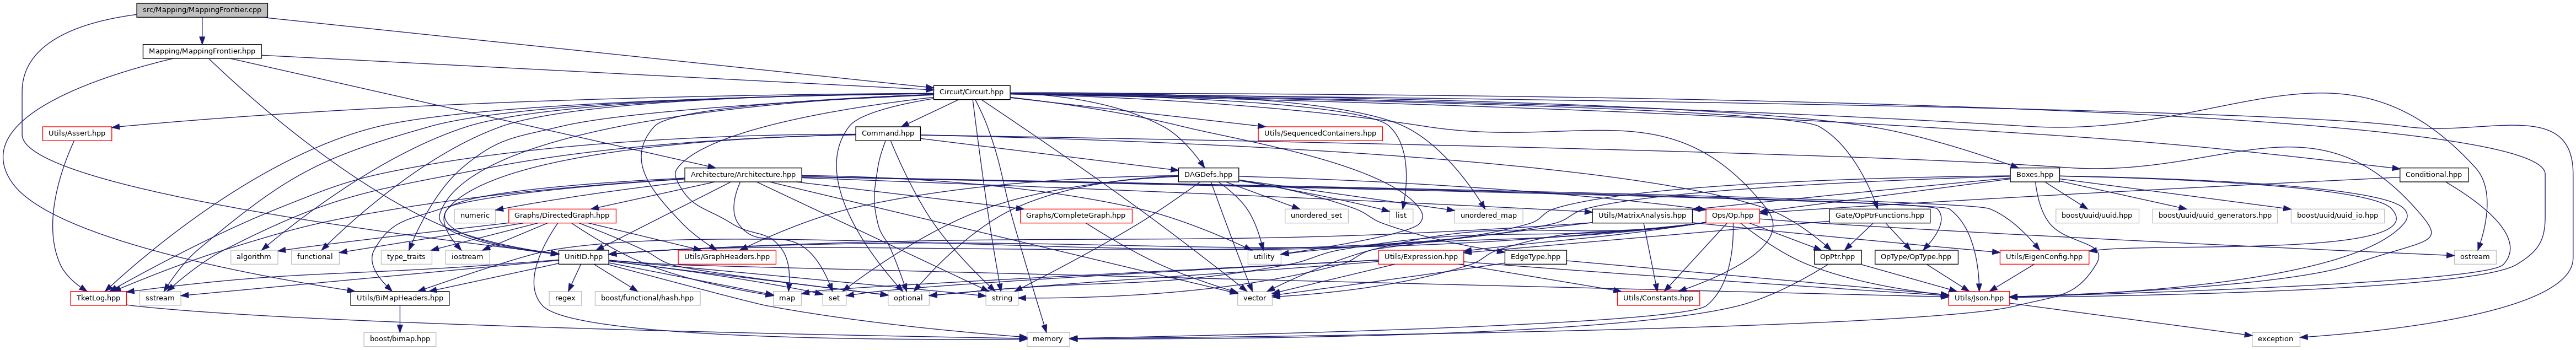 src/Mapping/MappingFrontier.cpp
Mapping/MappingFrontier.hpp
Circuit/Circuit.hpp
Utils/Assert.hpp
Command.hpp
Utils/SequencedContainers.hpp
Architecture/Architecture.hpp
DAGDefs.hpp
Boxes.hpp
Conditional.hpp
numeric
Graphs/DirectedGraph.hpp
Graphs/CompleteGraph.hpp
unordered_set
list
unordered_map
Utils/MatrixAnalysis.hpp
Ops/Op.hpp
Gate/OpPtrFunctions.hpp
boost/uuid/uuid.hpp
boost/uuid/uuid_generators.hpp
boost/uuid/uuid_io.hpp
algorithm
functional
type_traits
iostream
UnitID.hpp
Utils/GraphHeaders.hpp
utility
Utils/Expression.hpp
EdgeType.hpp
OpPtr.hpp
OpType/OpType.hpp
Utils/EigenConfig.hpp
ostream
TketLog.hpp
sstream
Utils/BiMapHeaders.hpp
regex
boost/functional/hash.hpp
map
set
optional
string
vector
Utils/Constants.hpp
Utils/Json.hpp
boost/bimap.hpp
memory
exception